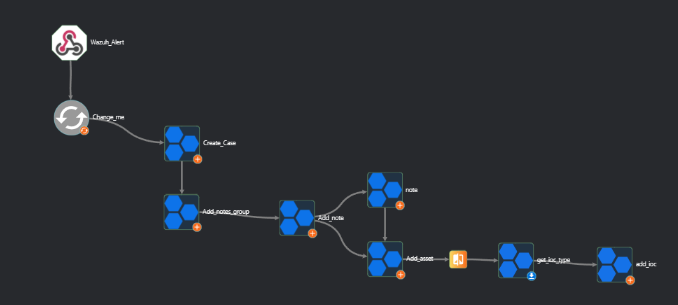 Wazuh_Alert
Change_me
Create_Case
Add_notes_group
Add_note
note
Add_asset
get_ioc_type
add_ioc